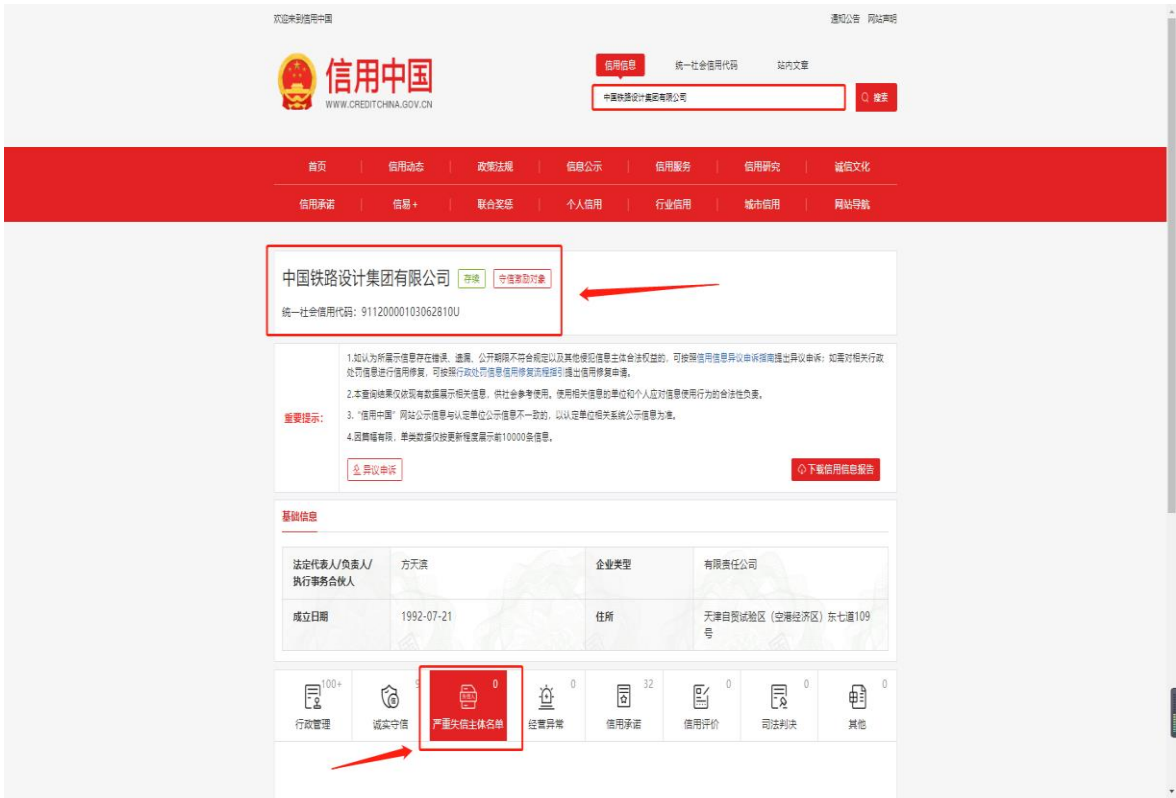 欢迎来到信用中国
通知公告 网站声明
信用中国
WWW.CREDITCHINA.GOV.CN
信用信息 统一社会信用代码 站内文章
中国铁路设计集团有限公司
搜索
首页 信用动态 政策法规 信息公示 信用服务 信用研究 诚信文化
信用承诺 信易+ 联合奖惩 个人信用 行业信用 城市信用 网站导航
中国铁路设计集团有限公司 存续 守信激励对象
统一社会信用代码：91120000103062810U
重要提示：
1.如认为所展示信息存在错误、遗漏、公开期限不符合规定以及其他侵犯信息主体合法权益的，可按照信用信息异议申诉指南提出异议申诉；如需对相关行政
处罚信息进行信用修复，可按照行政处罚信息信用修复流程指引提出信用修复申请。
2.本查询结果仅依现有数据展示相关信息，供社会参考使用。使用相关信息的单位和个人应对信息使用行为的合法性负责。
3.“信用中国”网站公示信息与认定单位公示信息不一致的，以认定单位相关系统公示信息为准。
4.因篇幅有限，单类数据仅按更新程度展示前10000条信息。
异议申诉
下载信用信息报告
基础信息
法定代表人/负责人/
执行事务合伙人
方天滨
企业类型
有限责任公司
成立日期
1992-07-21
住所
天津自贸试验区（空港经济区）东七道109
号
100+ 9 0 0 32 0 0 0
行政管理 诚实守信 严重失信主体名单 经营异常 信用承诺 信用评价 司法判决 其他